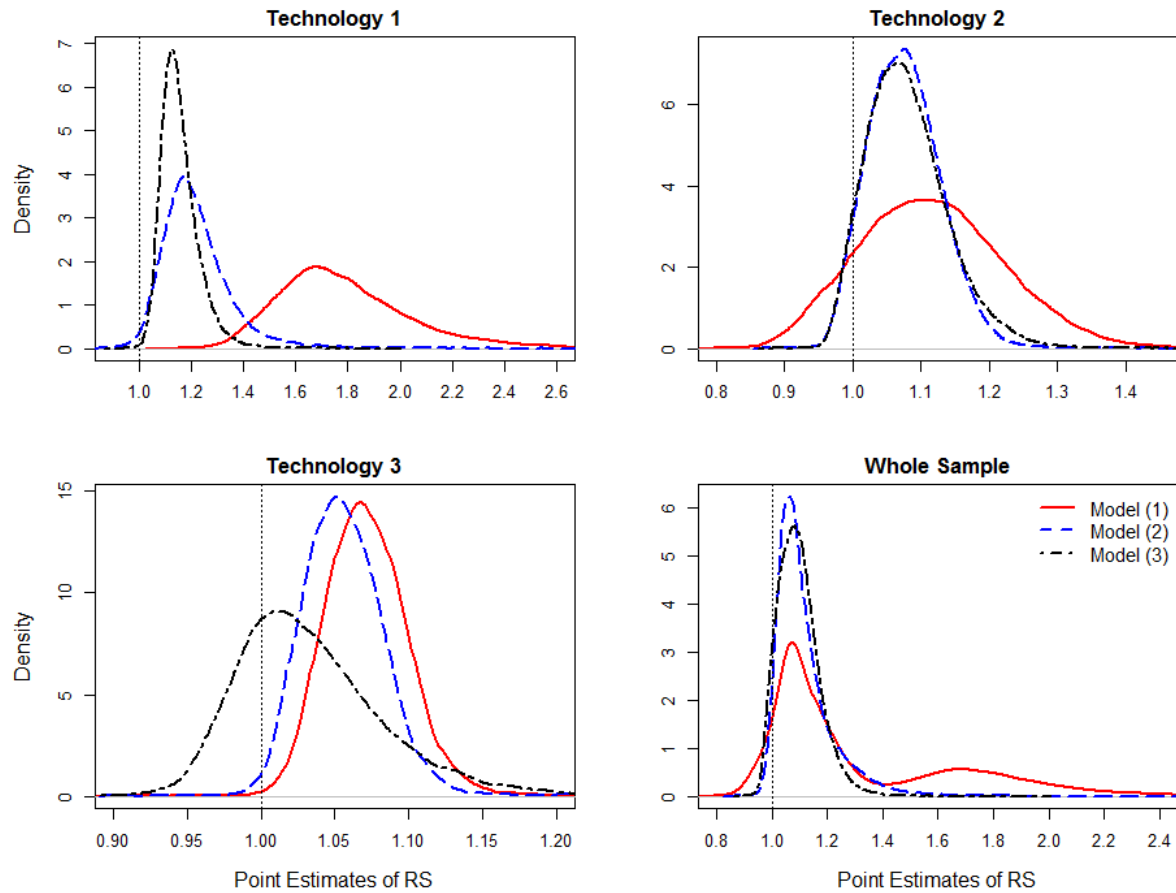 Technology 1
Density
7
6
5
4
3
2
1
0
1.0 1.2 1.4 1.6 1.8 2.0 2.2 2.4 2.6
Technology 2
6
4
2
0
0.8 0.9 1.0 1.1 1.2 1.3 1.4
Technology 3
Density
15
10
5
0
0.90 0.95 1.00 1.05 1.10 1.15 1.20
Point Estimates of RS
Whole Sample
Model (1)
Model (2)
Model (3)
6
5
4
3
2
1
0
0.8 1.0 1.2 1.4 1.6 1.8 2.0 2.2 2.4
Point Estimates of RS